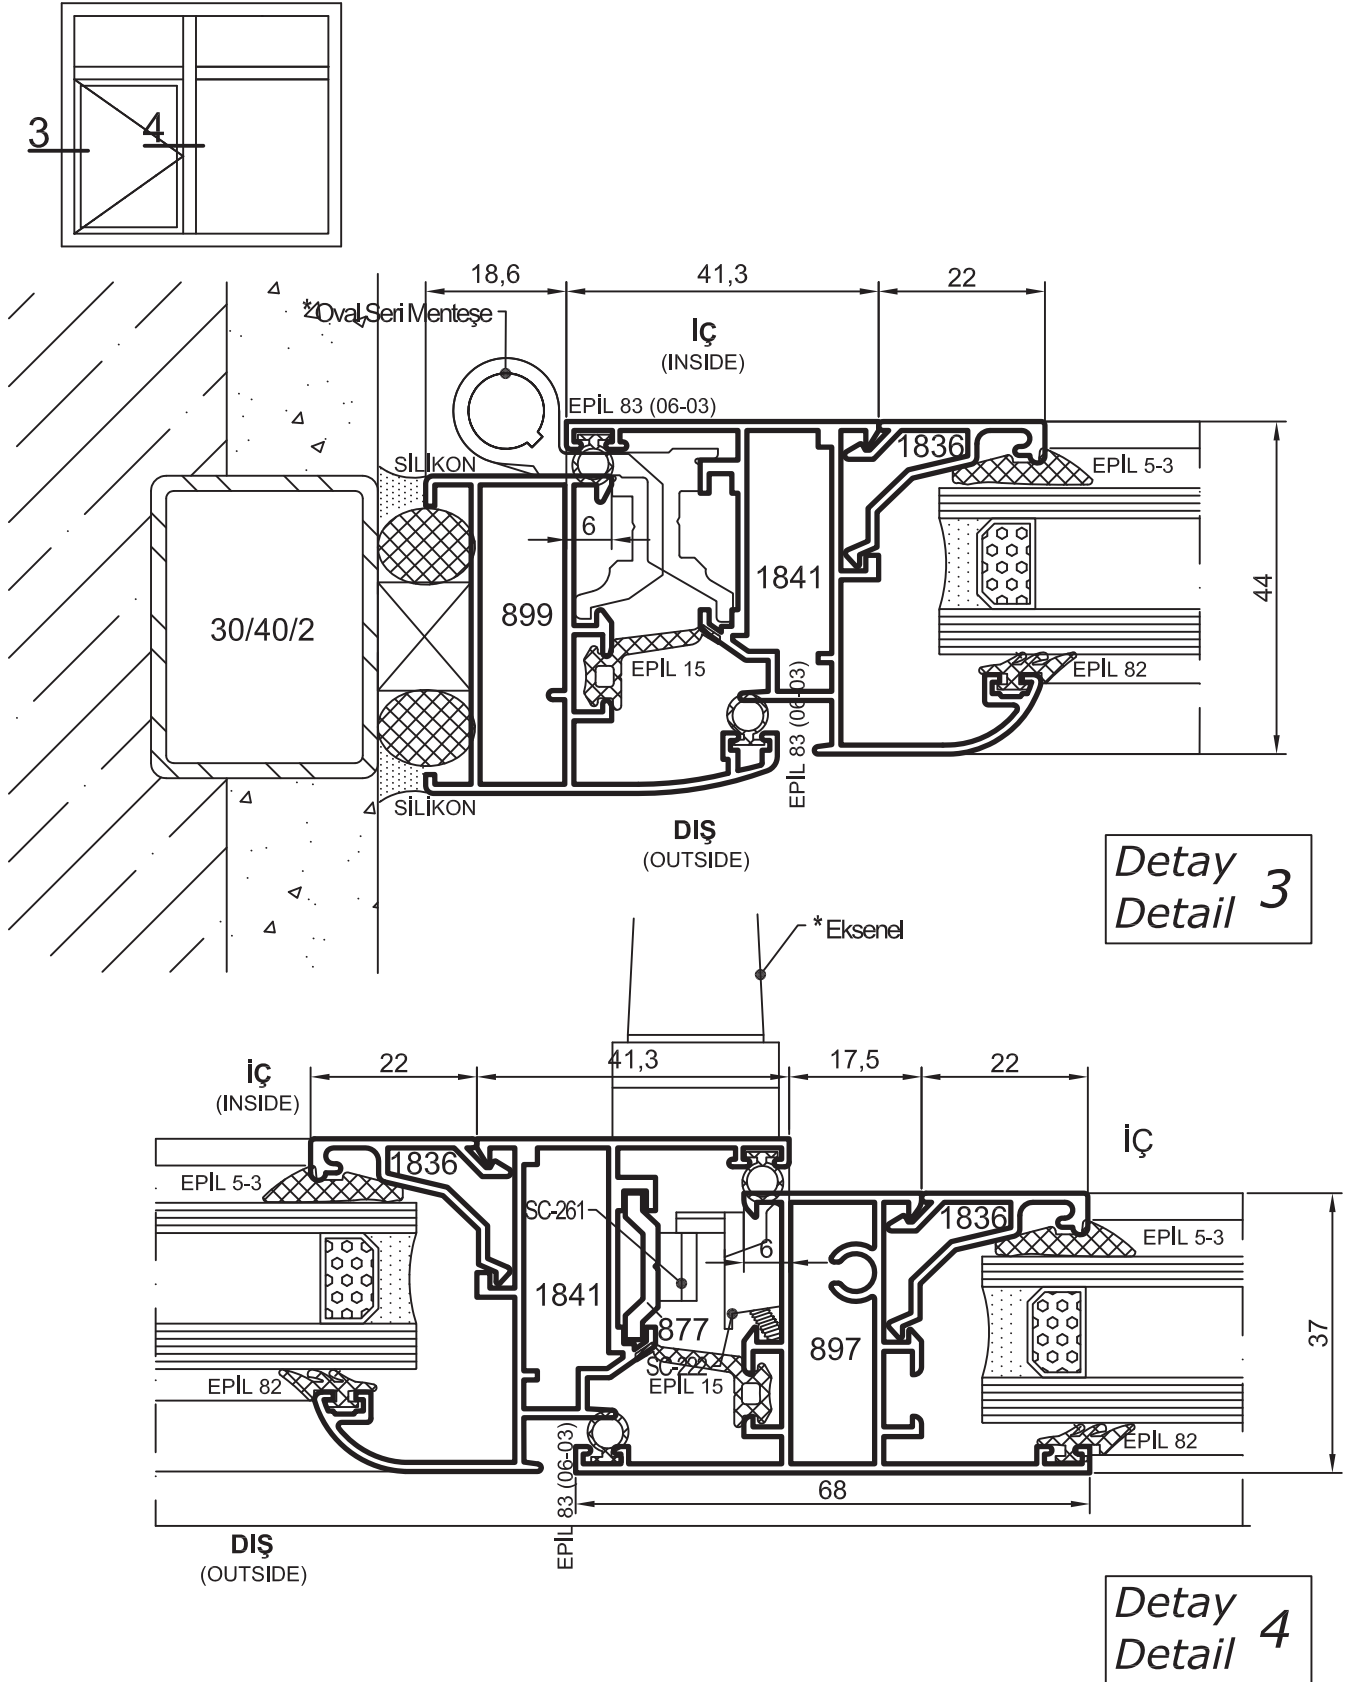 3
4
18,6
41,3
22
*Oval Seri Menteşe
İÇ
(INSIDE)
EPİL 83 (06-03)
1836
SİLİKON
EPİL 5-3
6
1841
44
30/40/2
899
EPİL 15
EPİL 82
EPİL 83 (06-03)
SİLİKON
DIŞ
(OUTSIDE)
Detay
Detail
3
*Eksenel
22
41,3
17,5
22
İÇ
(INSIDE)
İÇ
1836
EPİL 5-3
SC-261
1836
EPİL 5-3
6
1841
877
897
37
SC-
EPİL 15
EPİL 82
EPİL 82
EPİL 83 (06-03)
68
DIŞ
(OUTSIDE)
Detay
Detail
4